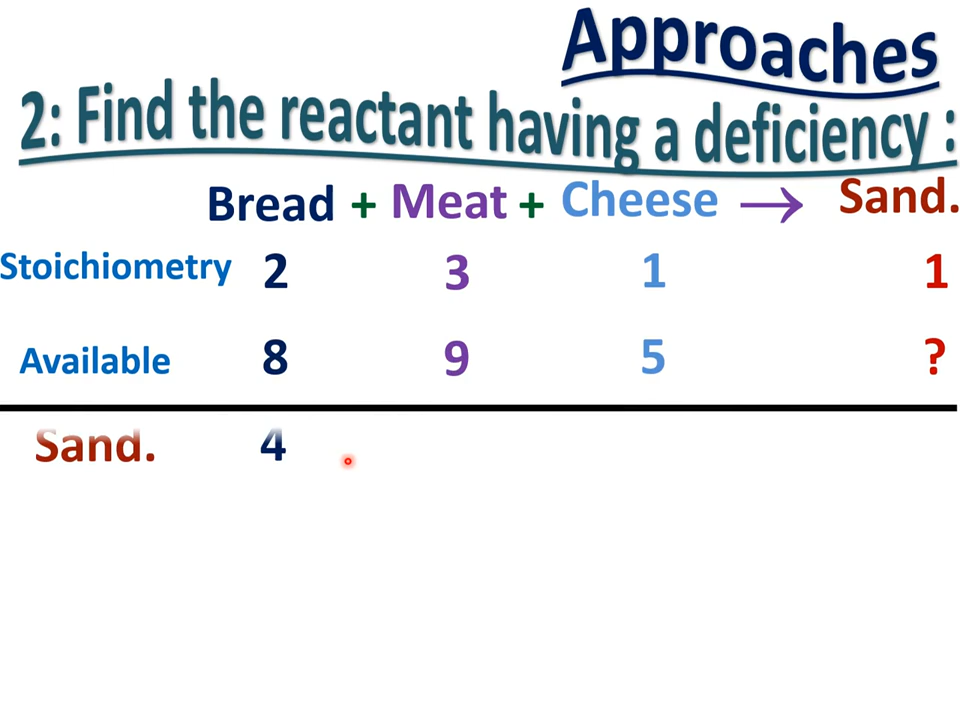 Approaches
2: Find the reactant having a deficiency :
Bread + Meat + Cheese → Sand.
Stoichiometry 2 3 1 1
Available 8 9 5 ?
Sand. 4